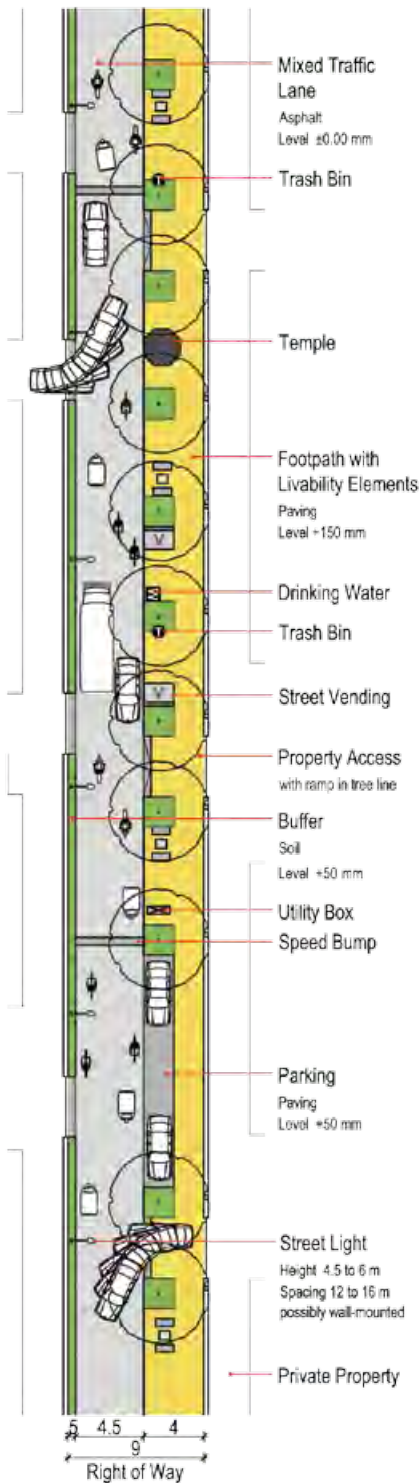 Mixed Traffic
Lane
Asphalt
Level ±0.00 mm
Trash Bin
Temple
Footpath with
Livability Elements
Paving
Level +150 mm
Drinking Water
Trash Bin
Street Vending
Property Access
with ramp in tree line
Buffer
Soil
Level +50 mm
Utility Box
Speed Bump
Parking
Paving
Level +50 mm
Street Light
Height 4.5 to 6 m
Spacing 12 to 16 m
possibly wall-mounted
Private Property
.5 4.5 4
9
Right of Way